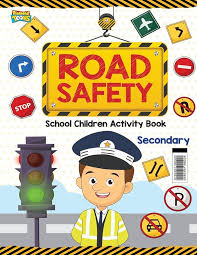 ROAD
SAFETY
School Children Activity Book
Secondary
STOP